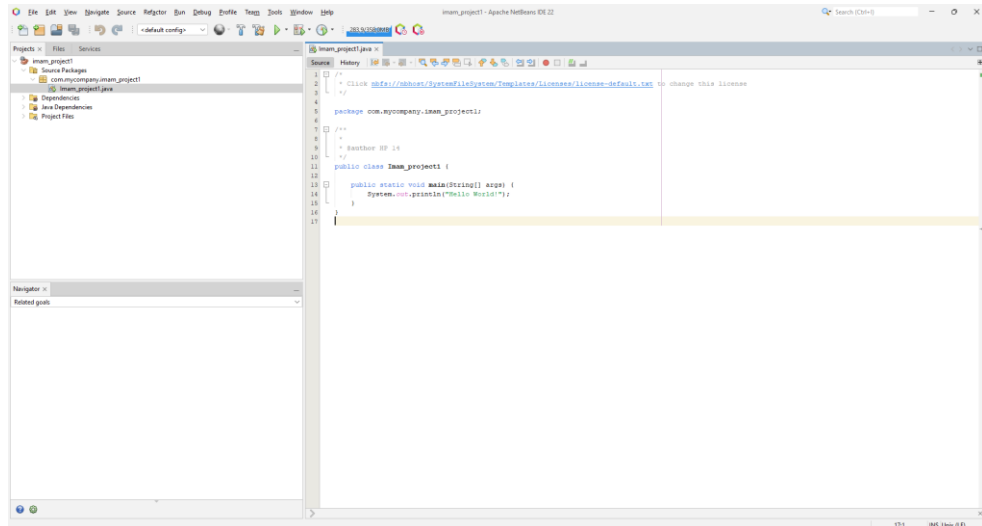 File Edit View Navigate Source Refactor Run Debug Profile Team Tools Window Help
imam_project1 - Apache NetBeans IDE 22
Search (Ctrl+I)
<default config>
Projects
Files
Services
imam_project1
Source Packages
com.mycompany.imam_project1
Imam_project1.java
Dependencies
Java Dependencies
Project Files
Navigator
Related goals
Imam_project1.java
Source History
1 /*
2 * Click nbfs://nbhost/SystemFileSystem/Templates/Licenses/license-default.txt to change this license
3 */
4
5 package com.mycompany.imam_project1;
6
7 /**
8 *
9 * @author HP 14
10 */
11 public class Imam_project1 {
12
13 public static void main(String[] args) {
14 System.out.println("Hello World!");
15 }
16 }
17
17:1 INS